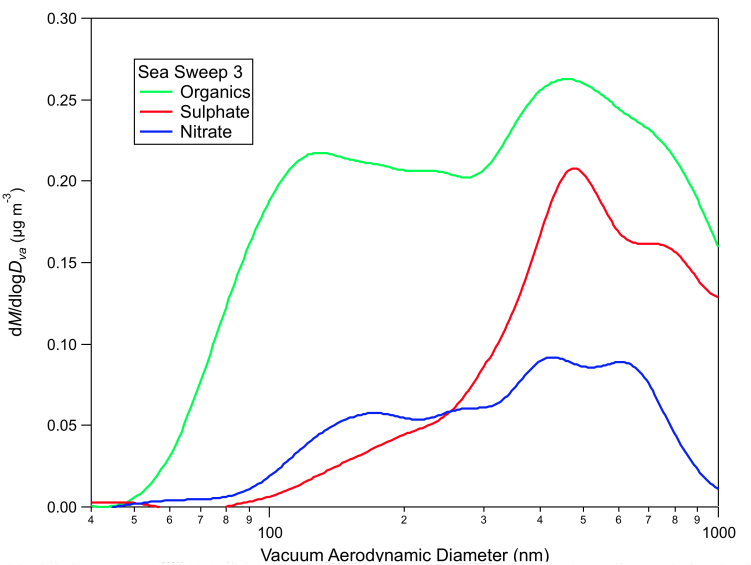 0.30
0.25
0.20
0.15
0.10
0.05
0.00
dM/dlogDva (µg m-3)
Sea Sweep 3
Organics
Sulphate
Nitrate
4 5 6 7 8 9 100 2 3 4 5 6 7 8 9 1000
Vacuum Aerodynamic Diameter (nm)